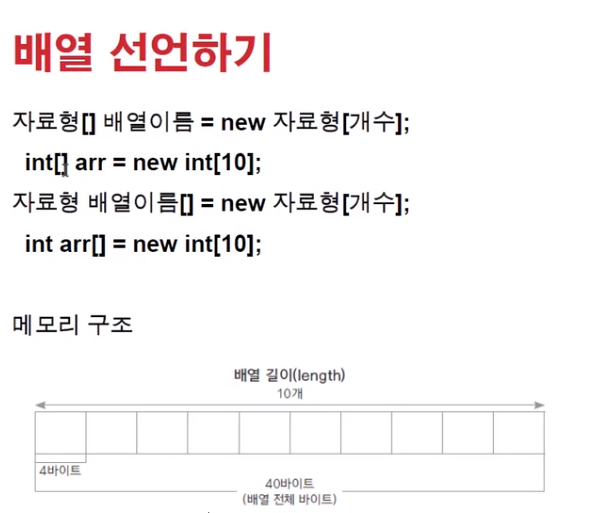 배열 선언하기
자료형[] 배열이름 = new 자료형[개수];
int[] arr = new int[10];
자료형 배열이름[] = new 자료형[개수];
int arr[] = new int[10];
메모리 구조
배열 길이(length)
10개
4바이트
40바이트
(배열 전체 바이트)